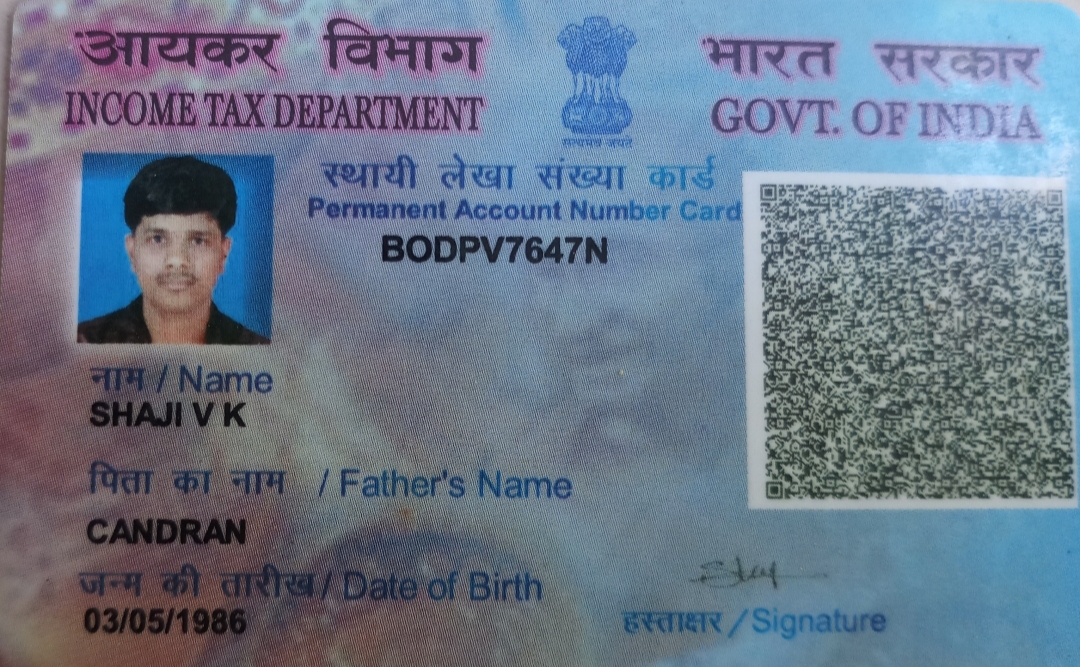 आयकर विभाग
INCOME TAX DEPARTMENT
सत्यमेव जयते
भारत सरकार
GOVT. OF INDIA
स्थायी लेखा संख्या कार्ड
Permanent Account Number Card
BODPV7647N
नाम / Name
SHAJI V K
पिता का नाम / Father's Name
CANDRAN
जन्म की तारीख / Date of Birth
03/05/1986
हस्ताक्षर / Signature